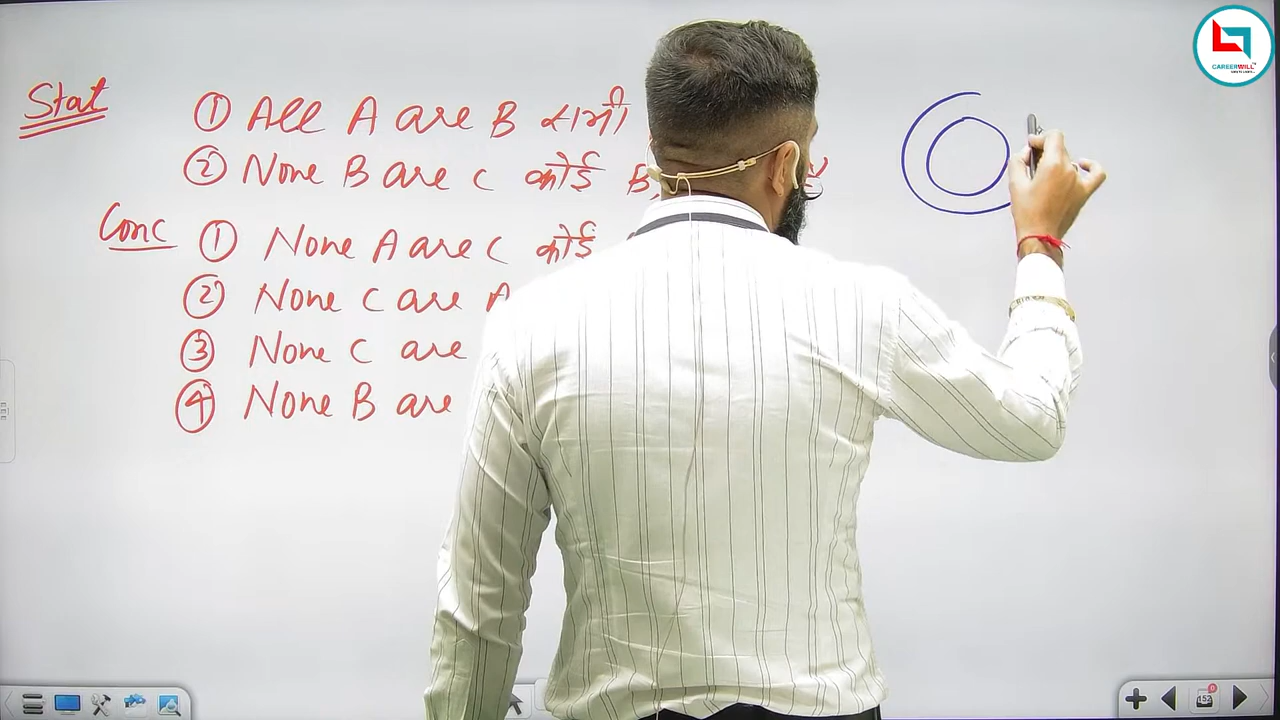 Stat ① All A are B सभी
② None B are C कोई B,
Conc ① None A are C कोई
② None C are A
③ None C are
④ None B are
CAREERWILL
152